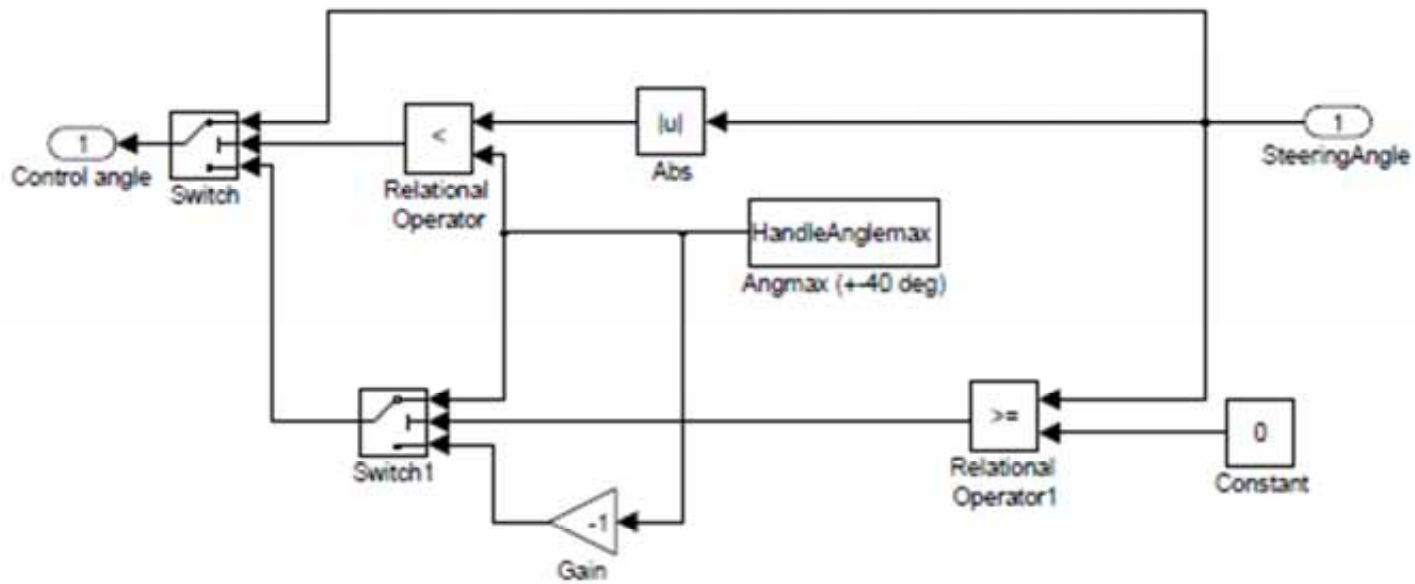 1
Control angle
Switch
<
Relational
Operator
|u|
Abs
1
SteeringAngle
HandleAnglemax
Angmax (+-40 deg)
Switch1
>=
Relational
Operator1
0
Constant
-1
Gain